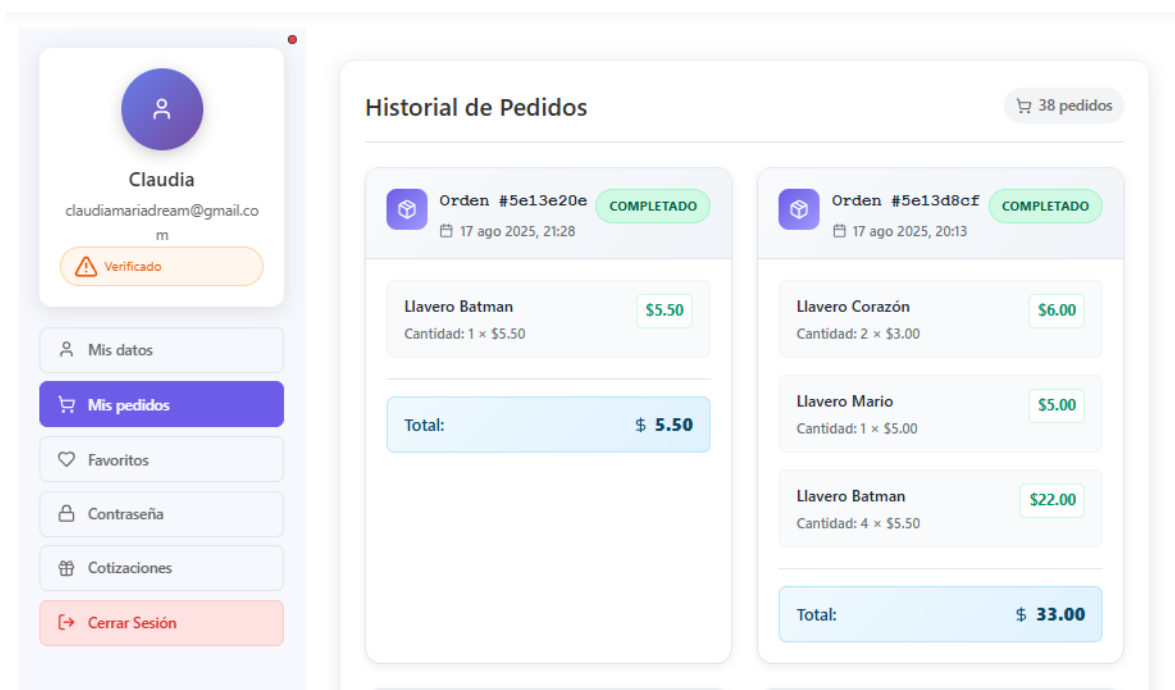 Claudia
claudiamariadream@gmail.co
m
Verificado
Mis datos
Mis pedidos
Favoritos
Contraseña
Cotizaciones
Cerrar Sesión
Historial de Pedidos
38 pedidos
Orden #5e13e20e
COMPLETADO
17 ago 2025, 21:28
Llavero Batman
$5.50
Cantidad: 1 × $5.50
Total:
$ 5.50
Orden #5e13d8cf
COMPLETADO
17 ago 2025, 20:13
Llavero Corazón
$6.00
Cantidad: 2 × $3.00
Llavero Mario
$5.00
Cantidad: 1 × $5.00
Llavero Batman
$22.00
Cantidad: 4 × $5.50
Total:
$ 33.00